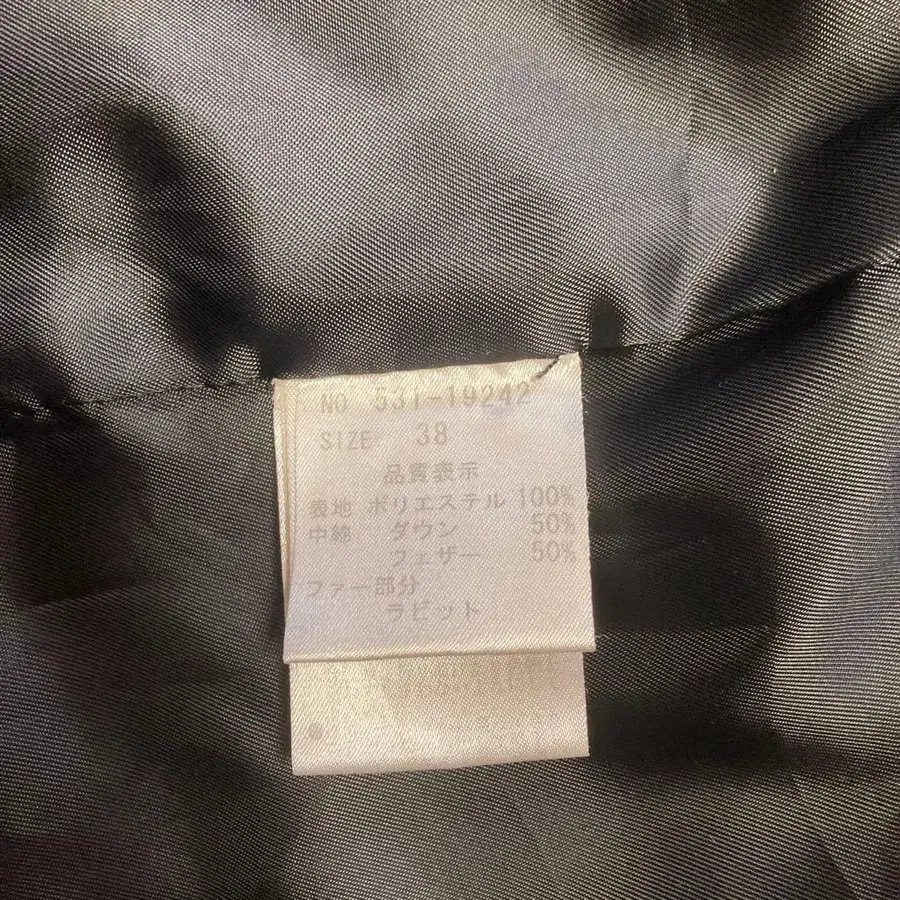 NO 531-19242
SIZE 38
品質表示
表地 ポリエステル 100%
中綿 ダウン 50%
フェザー 50%
ファー部分
ラビット